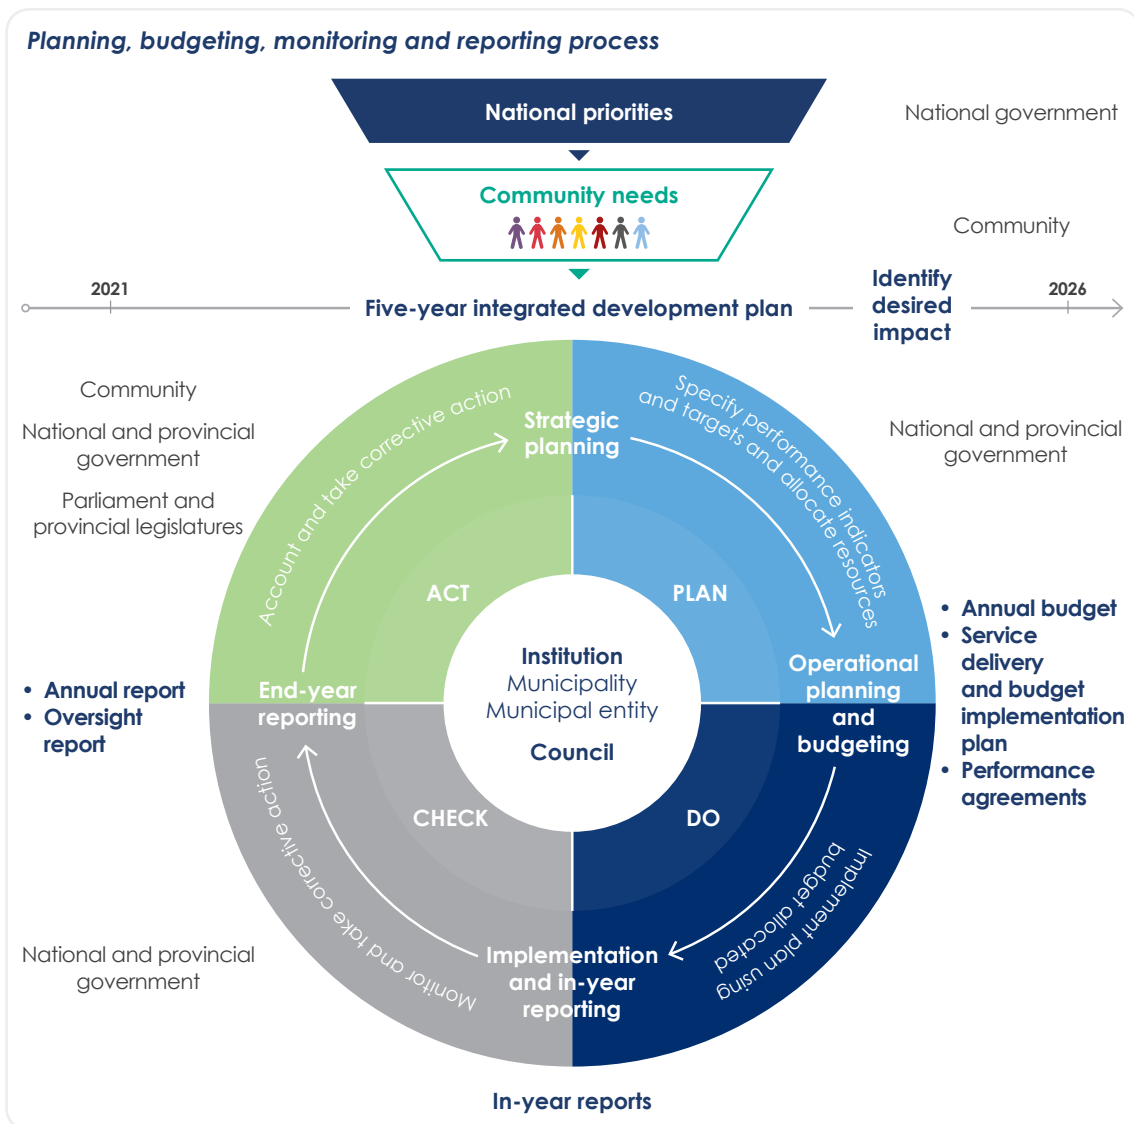 Planning, budgeting, monitoring and reporting process
National priorities
National government
Community needs
Community
2021
Five-year integrated development plan
Identify
desired
impact
2026
Community
National and provincial
government
Parliament and
provincial legislatures
Account and take corrective action
Strategic
planning
Specify performance indicators
and targets and allocate resources
National and provincial
government
ACT
PLAN
Institution
Municipality
Municipal entity
Council
• Annual report
• Oversight
report
End-year
reporting
Operational
planning
and
budgeting
• Annual budget
• Service
delivery
and budget
implementation
plan
• Performance
agreements
CHECK
DO
Monitor and take corrective action
Implement plan using
budget allocated
National and provincial
government
Implementation
and in-year
reporting
In-year reports